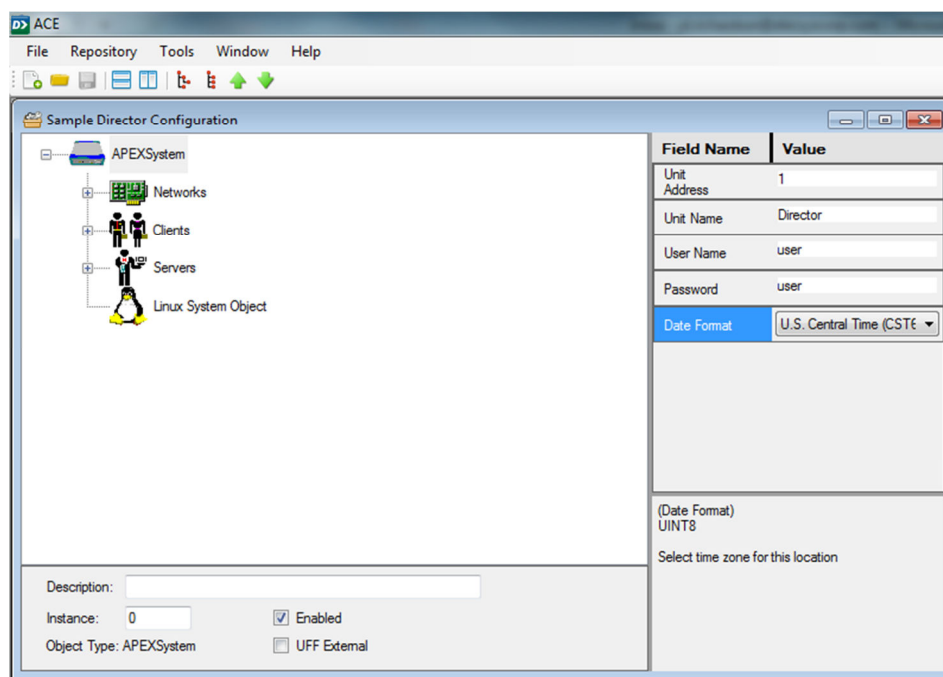 ACE
File Repository Tools Window Help
Sample Director Configuration
APEXSystem
Networks
Clients
Servers
Linux System Object
Field Name Value
Unit Address 1
Unit Name Director
User Name user
Password user
Date Format U.S. Central Time (CST6
(Date Format)
UINT8
Select time zone for this location
Description:
Instance: 0 Enabled
Object Type: APEXSystem UFF External